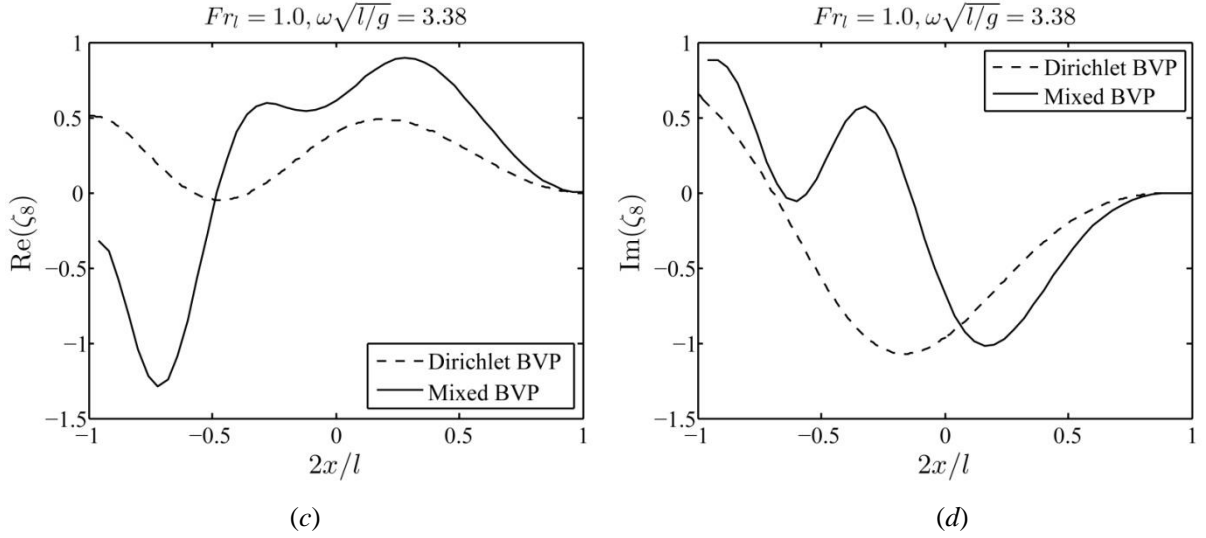 Fr_l = 1.0, ω√(l/g) = 3.38
1
0.5
0
−0.5
−1
−1.5
Re(ζ₈)
Dirichlet BVP
Mixed BVP
−1
−0.5
0
0.5
1
2x/l
(c)
Fr_l = 1.0, ω√(l/g) = 3.38
1
0.5
0
−0.5
−1
−1.5
Im(ζ₈)
Dirichlet BVP
Mixed BVP
−1
−0.5
0
0.5
1
2x/l
(d)